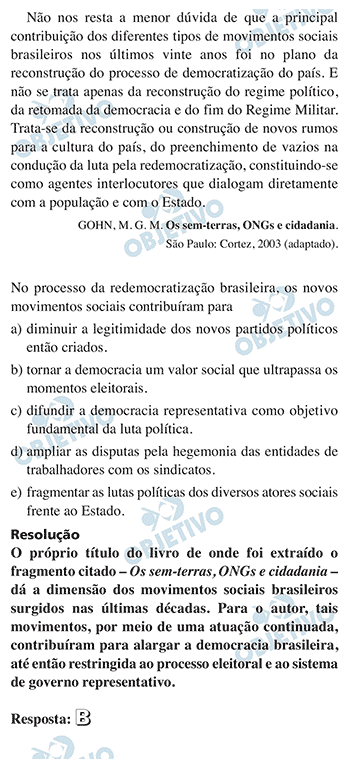 Não nos resta a menor dúvida de que a principal
contribuição dos diferentes tipos de movimentos sociais
brasileiros nos últimos vinte anos foi no plano da
reconstrução do processo de democratização do país. E
não se trata apenas da reconstrução do regime político,
da retomada da democracia e do fim do Regime Militar.
Trata-se da reconstrução ou construção de novos rumos
para a cultura do país, do preenchimento de vazios na
condução da luta pela redemocratização, constituindo-se
como agentes interlocutores que dialogam diretamente
com a população e com o Estado.
GOHN, M. G. M. Os sem-terras, ONGs e cidadania.
São Paulo: Cortez, 2003 (adaptado).
No processo da redemocratização brasileira, os novos
movimentos sociais contribuíram para
a) diminuir a legitimidade dos novos partidos políticos
então criados.
b) tornar a democracia um valor social que ultrapassa os
momentos eleitorais.
c) difundir a democracia representativa como objetivo
fundamental da luta política.
d) ampliar as disputas pela hegemonia das entidades de
trabalhadores com os sindicatos.
e) fragmentar as lutas políticas dos diversos atores sociais
frente ao Estado.
Resolução
O próprio título do livro de onde foi extraído o
fragmento citado – Os sem-terras, ONGs e cidadania –
dá a dimensão dos movimentos sociais brasileiros
surgidos nas últimas décadas. Para o autor, tais
movimentos, por meio de uma atuação continuada,
contribuíram para alargar a democracia brasileira,
até então restringida ao processo eleitoral e ao sistema
de governo representativo.
Resposta: B
OBJETIVO
OBJETIVO
OBJETIVO
OBJETIVO
OBJETIVO
OBJETIVO
OBJETIVO
OBJETIVO